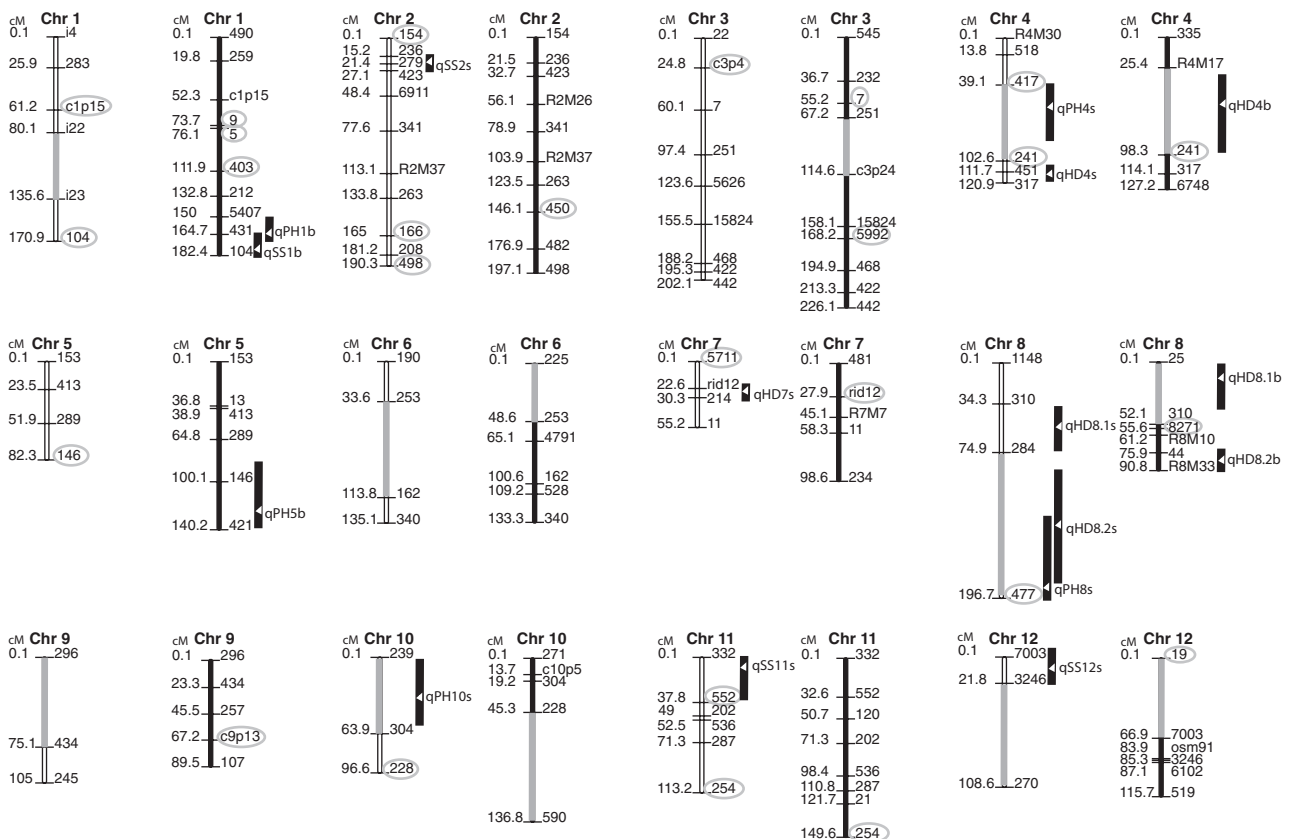 cM Chr 1
0.1 i4
25.9 283
61.2 c1p15
80.1 i22
135.6 i23
170.9 104
Chr 1
0.1 490
19.8 259
52.3 c1p15
73.7 9
76.1 5
111.9 403
132.8 212
150 5407
164.7 431
182.4 104
qPH1b
qSS1b
cM Chr 2
0.1 154
15.2 236
21.4 279
27.1 423
48.4 6911
77.6 341
113.1 R2M37
133.8 263
165 166
181.2 208
190.3 498
qSS2s
cM Chr 2
0.1 154
21.5 236
32.7 423
56.1 R2M26
78.9 341
103.9 R2M37
123.5 263
146.1 450
176.9 482
197.1 498
cM Chr 3
0.1 22
24.8 c3p4
60.1 7
97.4 251
123.6 5626
155.5 15824
188.2 468
195.3 422
202.1 442
cM Chr 3
0.1 545
36.7 232
55.2 7
67.2 251
114.6 c3p24
158.1 15824
168.2 5992
194.9 468
213.3 422
226.1 442
cM Chr 4
0.1 R4M30
13.8 518
39.1 417
102.6 241
111.7 451
120.9 317
qPH4s
qHD4s
cM Chr 4
0.1 335
25.4 R4M17
98.3 241
114.1 317
127.2 6748
qHD4b
cM Chr 5
0.1 153
23.5 413
51.9 289
82.3 146
cM Chr 5
0.1 153
36.8 13
38.9 413
64.8 289
100.1 146
140.2 421
qPH5b
cM Chr 6
0.1 190
33.6 253
113.8 162
135.1 340
cM Chr 6
0.1 225
48.6 253
65.1 4791
100.6 162
109.2 528
133.3 340
cM Chr 7
0.1 5711
22.6 rid12
30.3 214
55.2 11
qHD7s
cM Chr 7
0.1 481
27.9 rid12
45.1 R7M7
58.3 11
98.6 234
cM Chr 8
0.1 1148
34.3 310
74.9 284
196.7 477
qHD8.1s
qHD8.2s
qPH8s
cM Chr 8
0.1 25
52.1 310
55.6 8271
61.2 R8M10
75.9 44
90.8 R8M33
qHD8.1b
qHD8.2b
cM Chr 9
0.1 296
75.1 434
105 245
cM Chr 9
0.1 296
23.3 434
45.5 257
67.2 c9p13
89.5 107
cM Chr 10
0.1 239
63.9 304
96.6 228
qPH10s
cM Chr 10
0.1 271
13.7 c10p5
19.2 304
45.3 228
136.8 590
cM Chr 11
0.1 332
37.8 552
49 202
52.5 536
71.3 287
113.2 254
qSS11s
cM Chr 11
0.1 332
32.6 552
50.7 120
71.3 202
98.4 536
110.8 287
121.7 21
149.6 254
cM Chr 12
0.1 7003
21.8 3246
108.6 270
qSS12s
cM Chr 12
0.1 19
66.9 7003
83.9 osm91
85.3 3246
87.1 6102
115.7 519